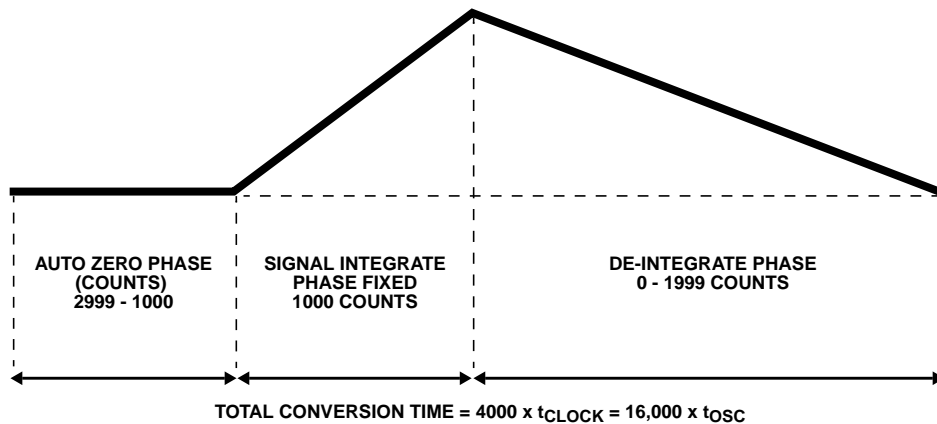 AUTO ZERO PHASE
(COUNTS)
2999 - 1000
SIGNAL INTEGRATE
PHASE FIXED
1000 COUNTS
DE-INTEGRATE PHASE
0 - 1999 COUNTS
TOTAL CONVERSION TIME = 4000 x tCLOCK = 16,000 x tOSC